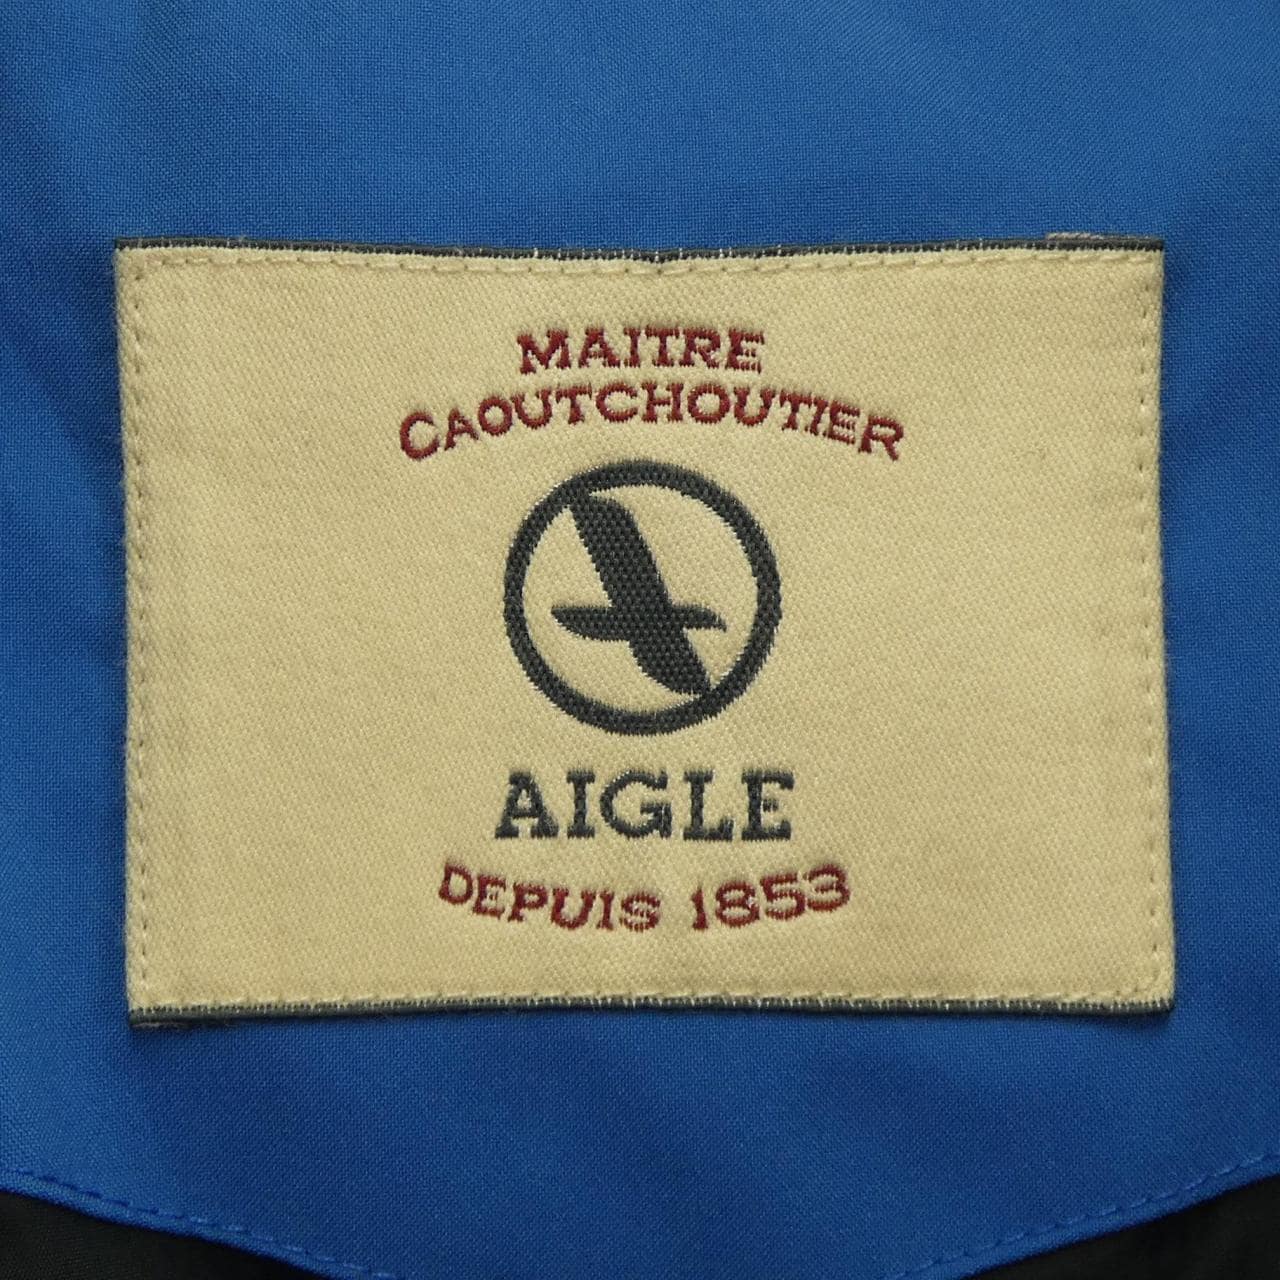 MAITRE
CAOUTCHOUTIER
AIGLE
DEPUIS 1853